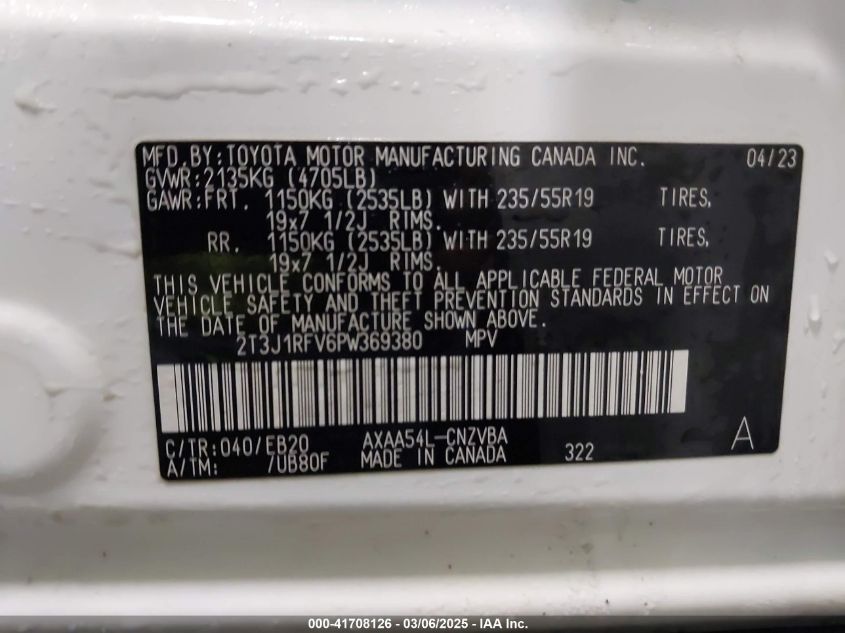 MFD. BY: TOYOTA MOTOR MANUFACTURING CANADA INC. 04/23
GVWR: 2135KG (4705LB)
GAWR: FRT. 1150KG (2535LB) WITH 235/55R19 TIRES,
19x7 1/2J RIMS.
RR. 1150KG (2535LB) WITH 235/55R19 TIRES,
19x7 1/2J RIMS.
THIS VEHICLE CONFORMS TO ALL APPLICABLE FEDERAL MOTOR
VEHICLE SAFETY AND THEFT PREVENTION STANDARDS IN EFFECT ON
THE DATE OF MANUFACTURE SHOWN ABOVE.
2T3J1RFV6PW369380 MPV
C/TR: 040/EB20 AXAA54L-CNZVBA A
A/TM: /UB80F MADE IN CANADA 322
000-41708126 - 03/06/2025 - IAA Inc.